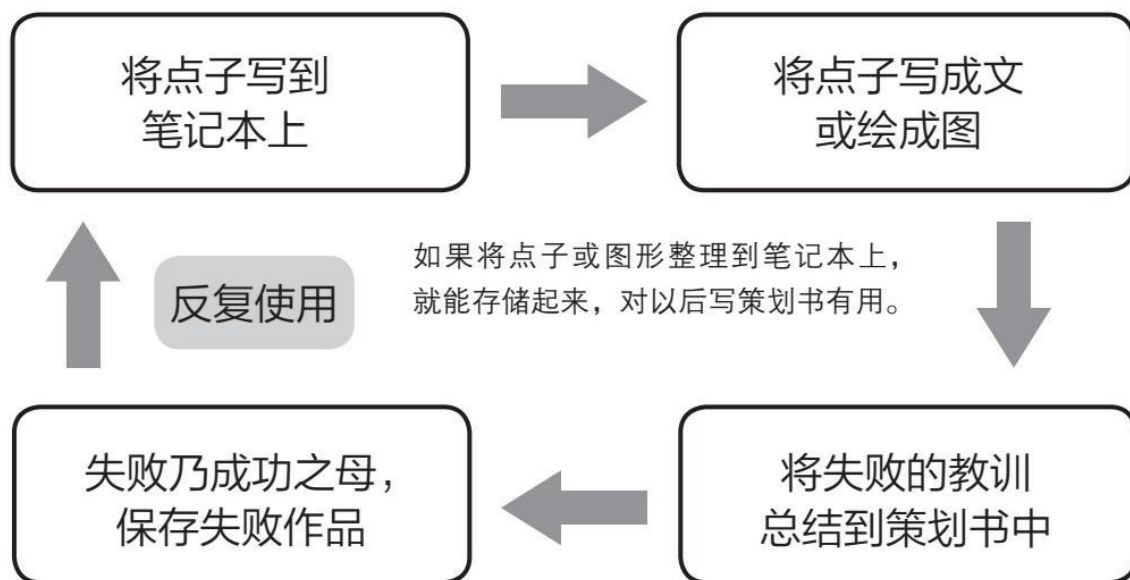 将点子写到
笔记本上
将点子写成文
或绘成图
反复使用
如果将点子或图形整理到笔记本上，
就能存储起来，对以后写策划书有用。
失败乃成功之母，
保存失败作品
将失败的教训
总结到策划书中